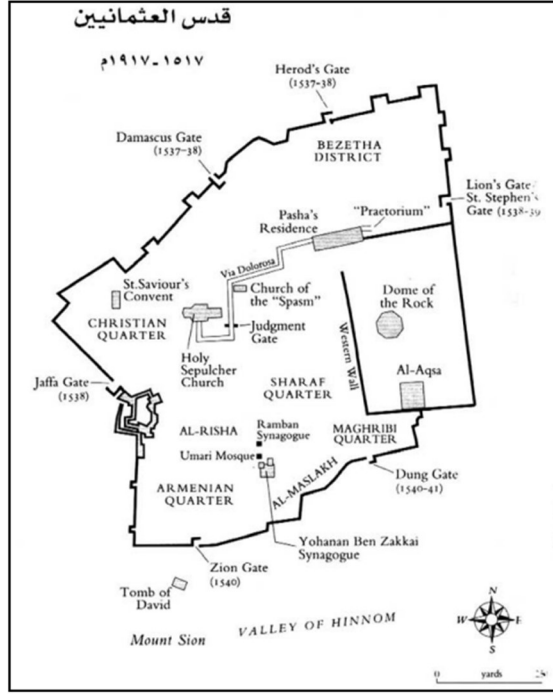 قدس العثمانيين
١٥١٧-١٩١٧م
Herod's Gate
(1537-38)
Damascus Gate
(1537-38)
BEZETHA
DISTRICT
Lion's Gate
St. Stephen's
Gate (1538-39
Pasha's
Residence
"Praetorium"
Via Dolorosa
St.Saviour's
Convent
Church of
the "Spasm"
Dome of
the Rock
CHRISTIAN
QUARTER
Judgment
Gate
Holy
Sepulcher
Church
Western Wall
Al-Aqsa
Jaffa Gate
(1538)
SHARAF
QUARTER
AL-RISHA
Ramban
Synagogue
MAGHRIBI
QUARTER
Umari Mosque
ARMENIAN
QUARTER
AL-MASLAKH
Dung Gate
(1540-41)
Yohanan Ben Zakkai
Synagogue
Zion Gate
(1540)
Tomb of
David
Mount Sion
VALLEY OF HINNOM
N
W
E
S
0 yards